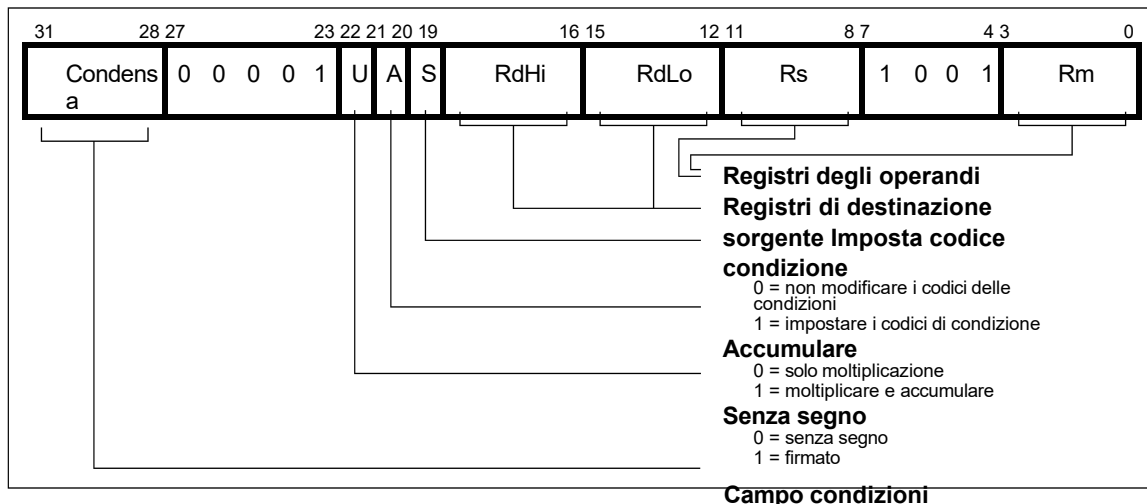 31 28 27 23 22 21 20 19 16 15 12 11 8 7 4 3 0
Condens
a
0 0 0 0 1 U A S RdHi RdLo Rs 1 0 0 1 Rm
Registri degli operandi
Registri di destinazione
sorgente Imposta codice
condizione
0 = non modificare i codici delle
condizioni
1 = impostare i codici di condizione
Accumulare
0 = solo moltiplicazione
1 = moltiplicare e accumulare
Senza segno
0 = senza segno
1 = firmato
Campo condizioni